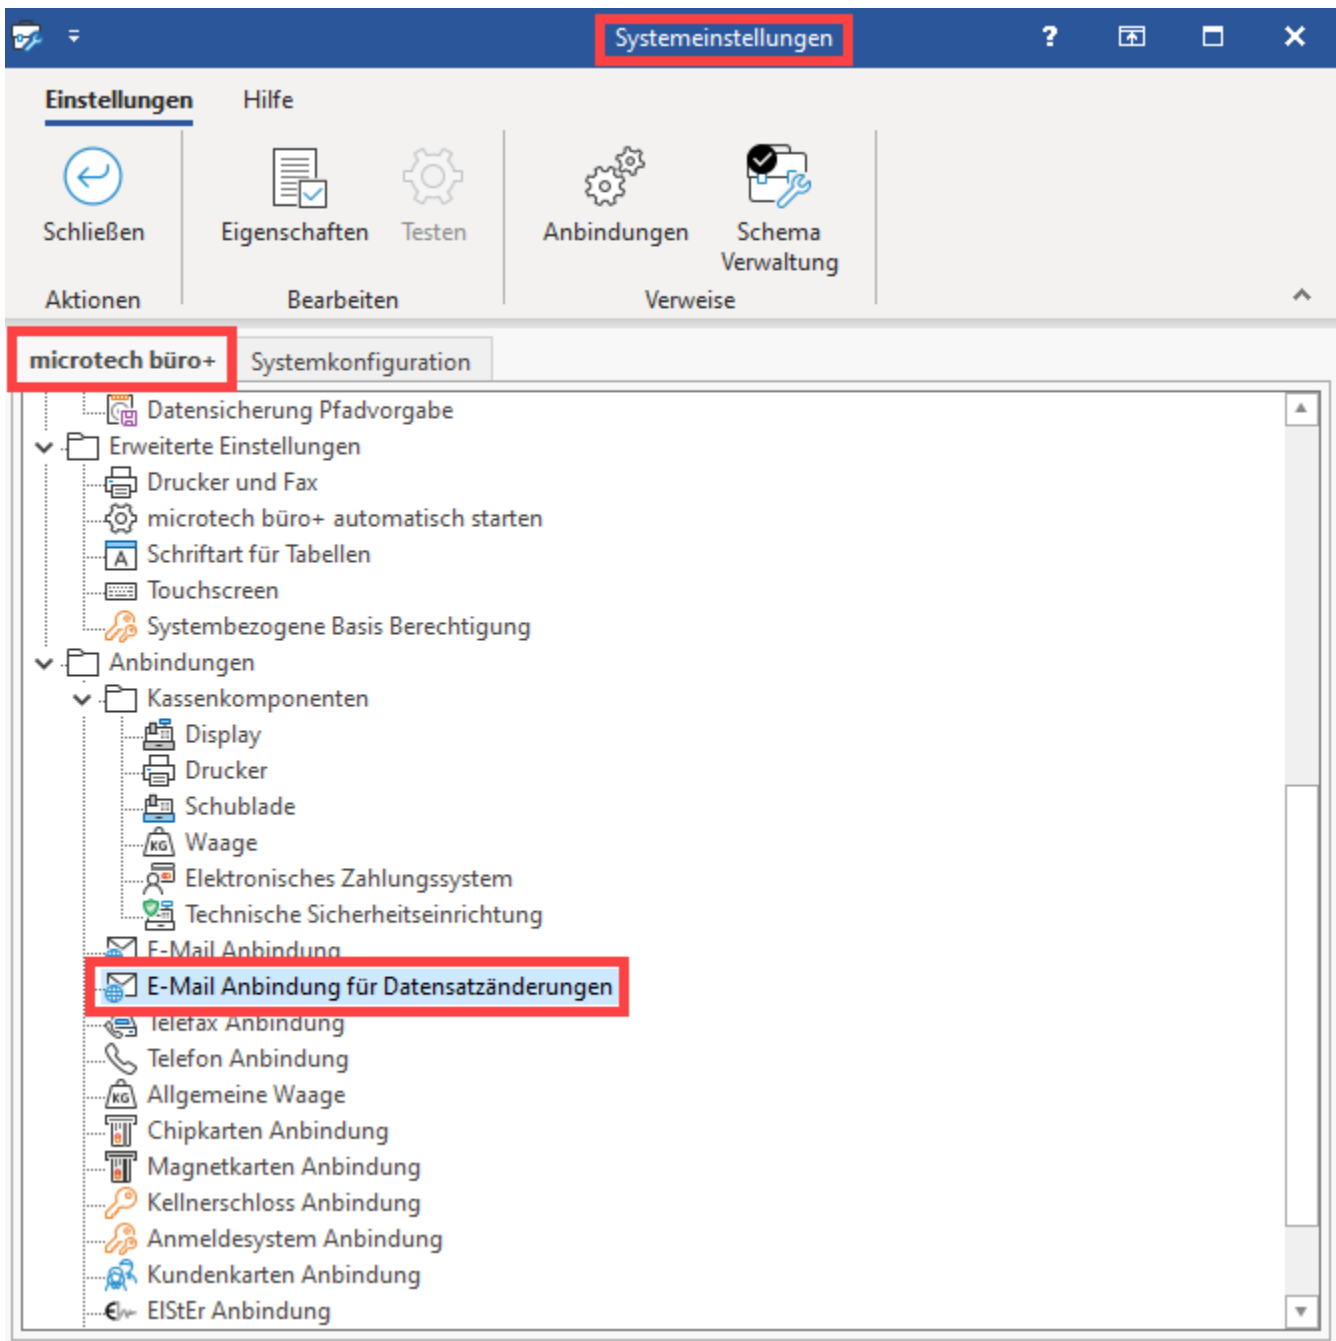 Systemeinstellungen
?
Einstellungen Hilfe
Schließen Eigenschaften Testen Anbindungen Schema Verwaltung
Aktionen Bearbeiten Verweise
microtech büro+ Systemkonfiguration
Datensicherung Pfadvorgabe
Erweiterte Einstellungen
Drucker und Fax
microtech büro+ automatisch starten
A Schriftart für Tabellen
Touchscreen
Systembezogene Basis Berechtigung
Anbindungen
Kassenkomponenten
Display
Drucker
Schublade
KG Waage
Elektronisches Zahlungssystem
Technische Sicherheitseinrichtung
E-Mail Anbindung
E-Mail Anbindung für Datensatzänderungen
Telefax Anbindung
Telefon Anbindung
KG Allgemeine Waage
Chipkarten Anbindung
Magnetkarten Anbindung
Kellnerschloss Anbindung
Anmeldesystem Anbindung
Kundenkarten Anbindung
ElStEr Anbindung